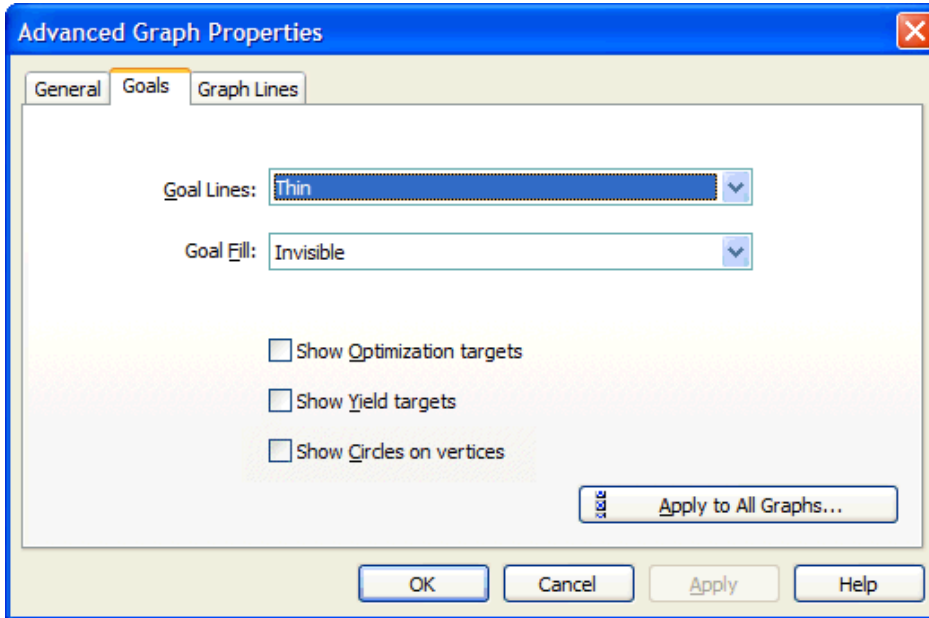 Advanced Graph Properties
General Goals Graph Lines
Goal Lines: Thin
Goal Fill: Invisible
Show Optimization targets
Show Yield targets
Show Circles on vertices
Apply to All Graphs...
OK Cancel Apply Help